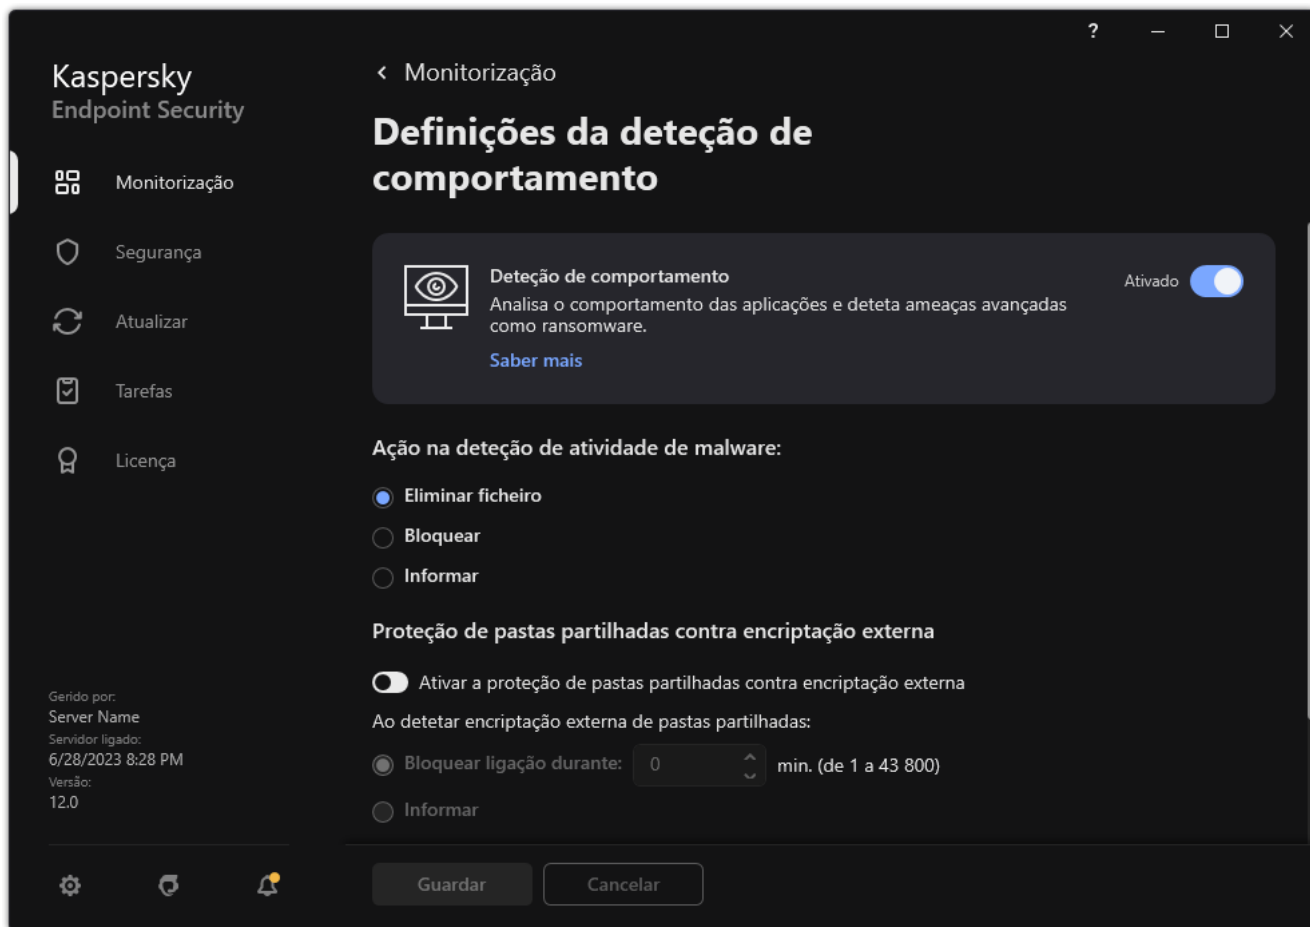 ?
Kaspersky
Endpoint Security
Monitorização
Segurança
Atualizar
Tarefas
Licença
Gerido por:
Server Name
Servidor ligado:
6/28/2023 8:28 PM
Versão:
12.0
Monitorização
Definições da deteção de
comportamento
Deteção de comportamento
Analisa o comportamento das aplicações e deteta ameaças avançadas
como ransomware.
Saber mais
Ativado
Ação na deteção de atividade de malware:
Eliminar ficheiro
Bloquear
Informar
Proteção de pastas partilhadas contra encriptação externa
Ativar a proteção de pastas partilhadas contra encriptação externa
Ao detetar encriptação externa de pastas partilhadas:
Bloquear ligação durante: 0 min. (de 1 a 43 800)
Informar
Guardar Cancelar